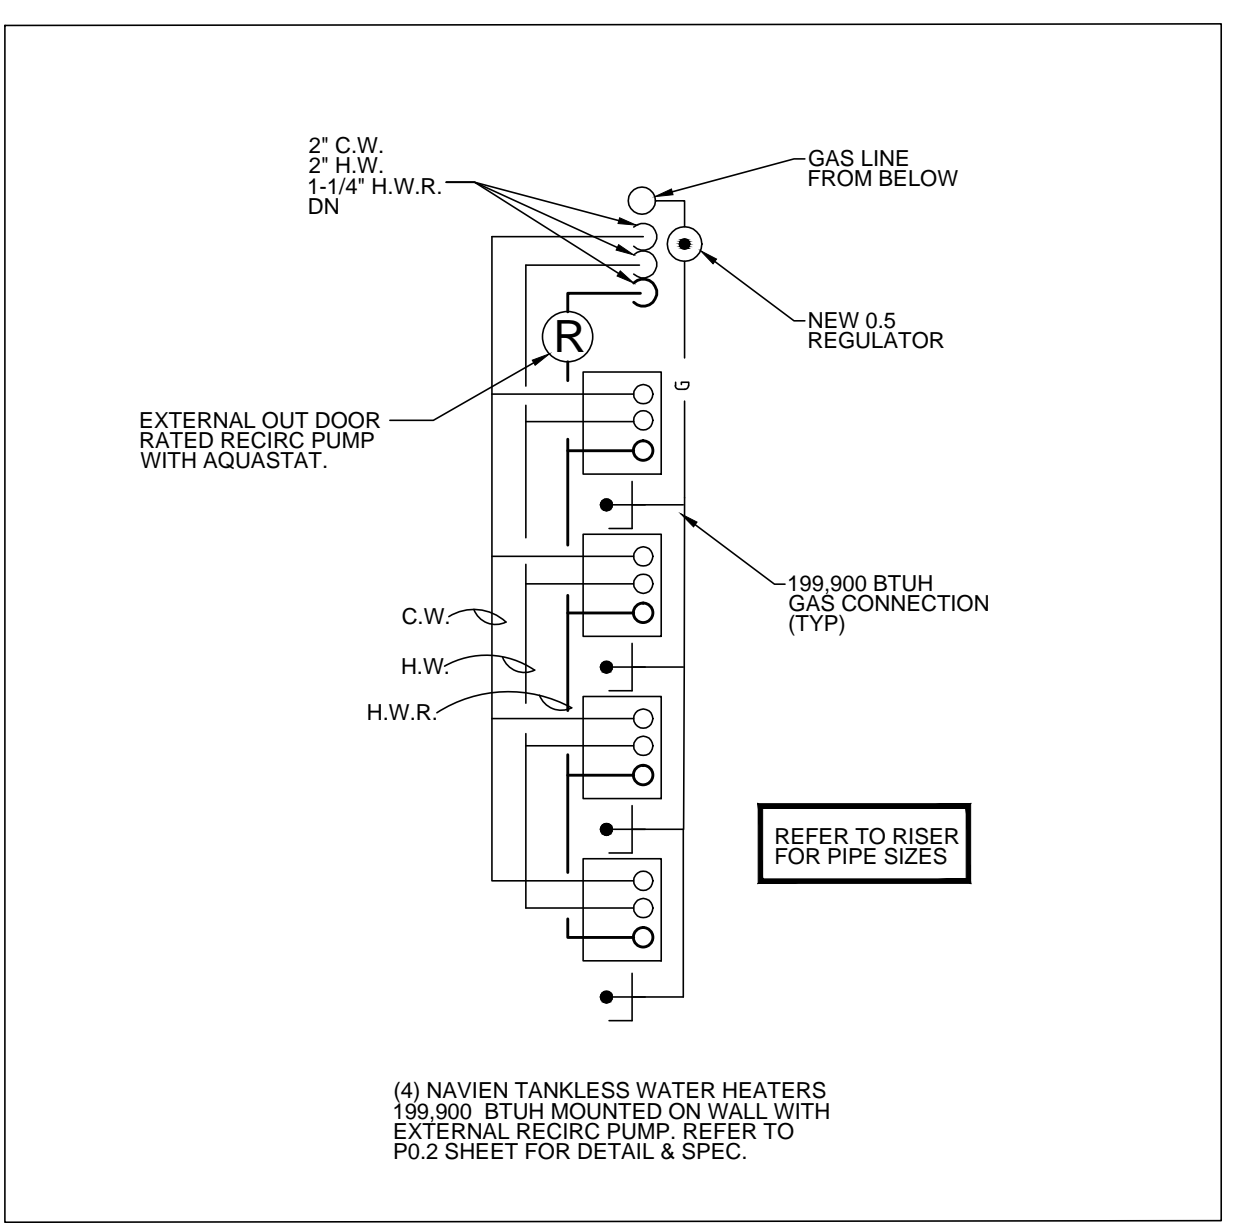 2" C.W.
2" H.W.
1-1/4" H.W.R.
DN
GAS LINE
FROM BELOW
NEW 0.5
REGULATOR
R
G
EXTERNAL OUT DOOR
RATED RECIRC PUMP
WITH AQUASTAT.
199,900 BTUH
GAS CONNECTION
(TYP)
C.W.
H.W.
H.W.R.
REFER TO RISER
FOR PIPE SIZES
(4) NAVIEN TANKLESS WATER HEATERS
199,900 BTUH MOUNTED ON WALL WITH
EXTERNAL RECIRC PUMP. REFER TO
P0.2 SHEET FOR DETAIL & SPEC.